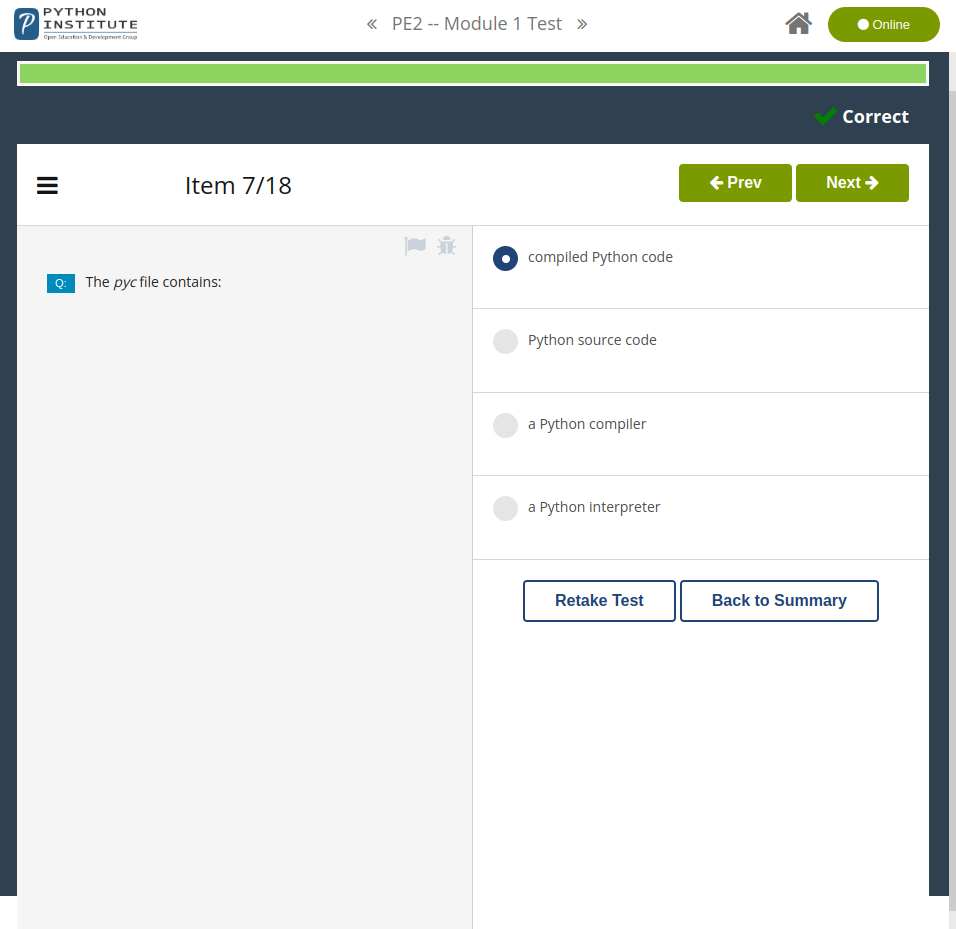 PYTHON
INSTITUTE
Open Education & Development Group
« PE2 -- Module 1 Test »
Online
Correct
Item 7/18
Prev
Next
Q: The pyc file contains:
compiled Python code
Python source code
a Python compiler
a Python interpreter
Retake Test
Back to Summary